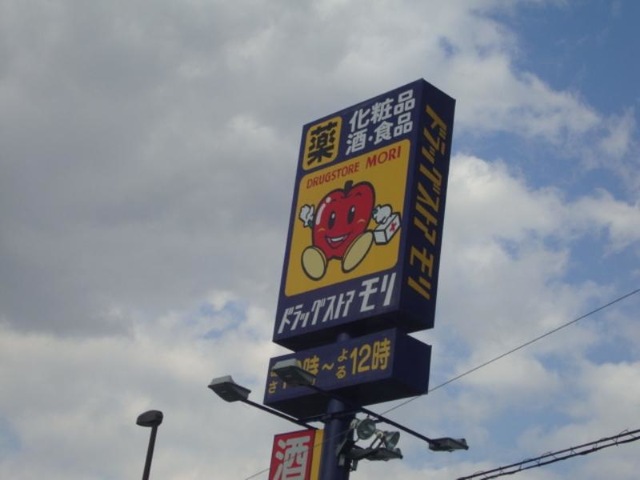 薬
化粧品
酒・食品
DRUGSTORE MORI
ドラッグストア モリ
ドラッグストア モリ
時～よる12時
酒